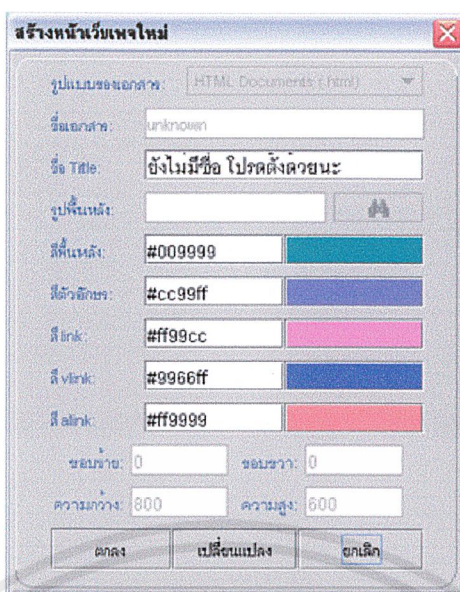 สร้างหน้าเว็บเพจใหม่
รูปแบบของเอกสาร: HTML Documents (.html)
ชื่อเอกสาร: unknown
ชื่อ Title: ยังไม่มีชื่อ โปรดตั้งด้วยนะ
รูปพื้นหลัง:
สีพื้นหลัง: #009999
สีตัวอักษร: #cc99ff
สี link: #ff99cc
สี vlink: #9966ff
สี alink: #ff9999
ขอบซ้าย: 0 ขอบขวา: 0
ความกว้าง: 800 ความสูง: 600
ตกลง เปลี่ยนแปลง ยกเลิก